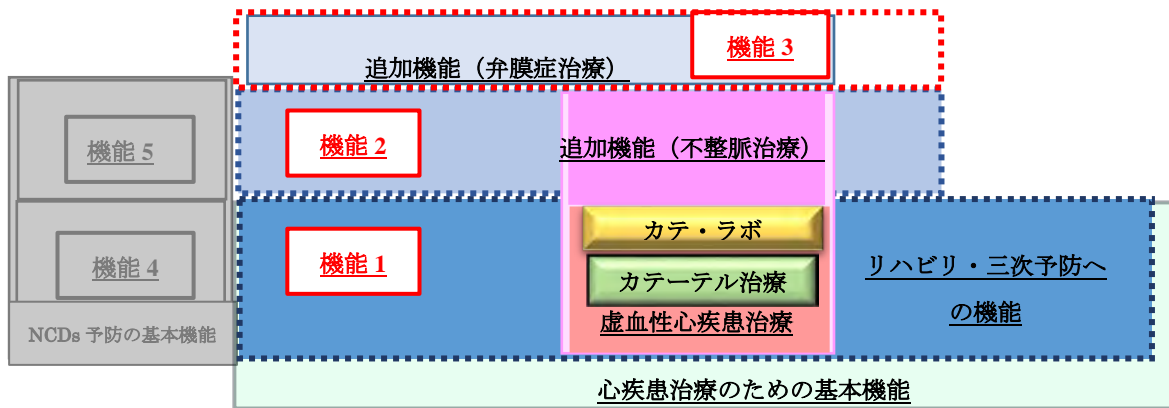 機能 3
追加機能（弁膜症治療）
機能 5
機能 2
追加機能（不整脈治療）
カテ・ラボ
機能 4
機能 1
カテーテル治療
リハビリ・三次予防へ
の機能
虚血性心疾患治療
NCDs 予防の基本機能
心疾患治療のための基本機能